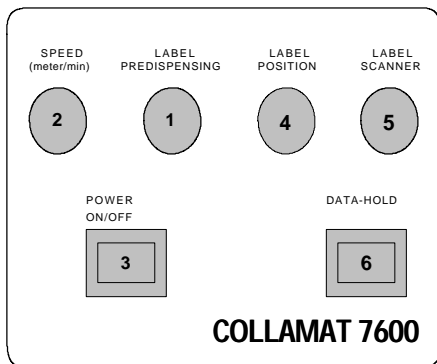 SPEED
(meter/min)
LABEL
PREDISPENSING
LABEL
POSITION
LABEL
SCANNER
2
1
4
5
POWER
ON/OFF
DATA-HOLD
3
6
COLLAMAT 7600